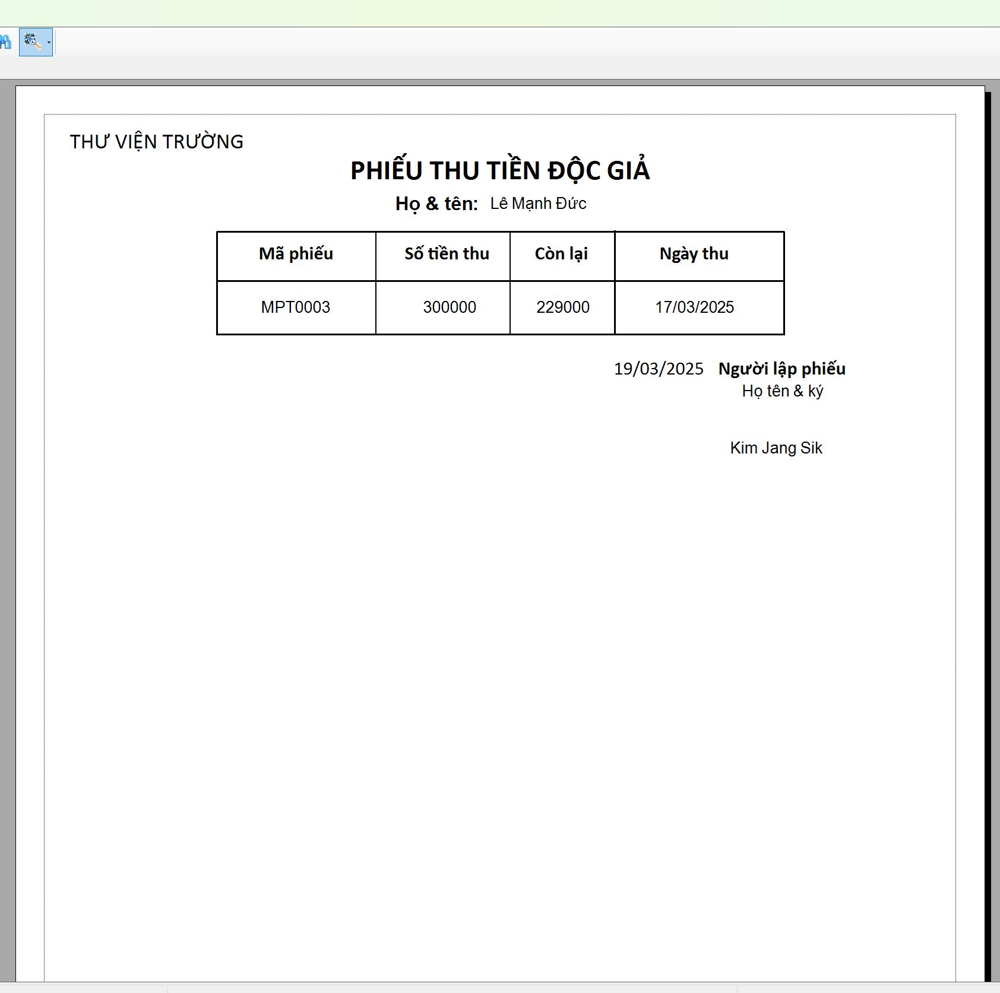 THƯ VIỆN TRƯỜNG
PHIẾU THU TIỀN ĐỘC GIẢ
Họ & tên: Lê Mạnh Đức
Mã phiếu Số tiền thu Còn lại Ngày thu
MPT0003 300000 229000 17/03/2025
19/03/2025 Người lập phiếu
Họ tên & ký
Kim Jang Sik